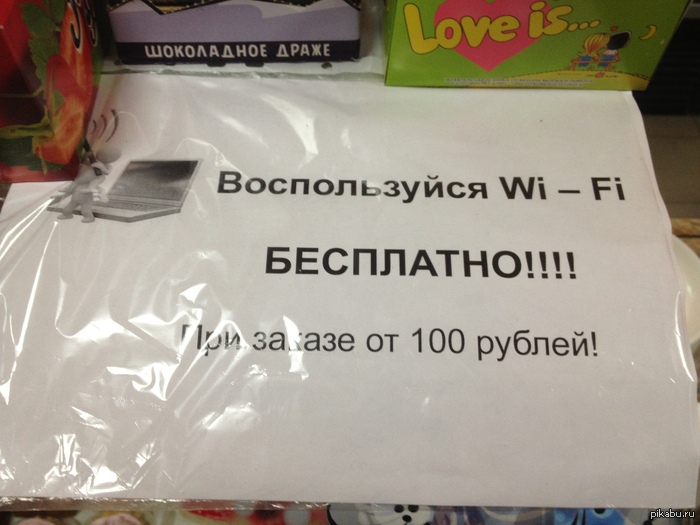 ШОКОЛАДНОЕ ДРАЖЕ
Love is...
Воспользуйся Wi – Fi
БЕСПЛАТНО!!!!
При заказе от 100 рублей!
pikabu.ru